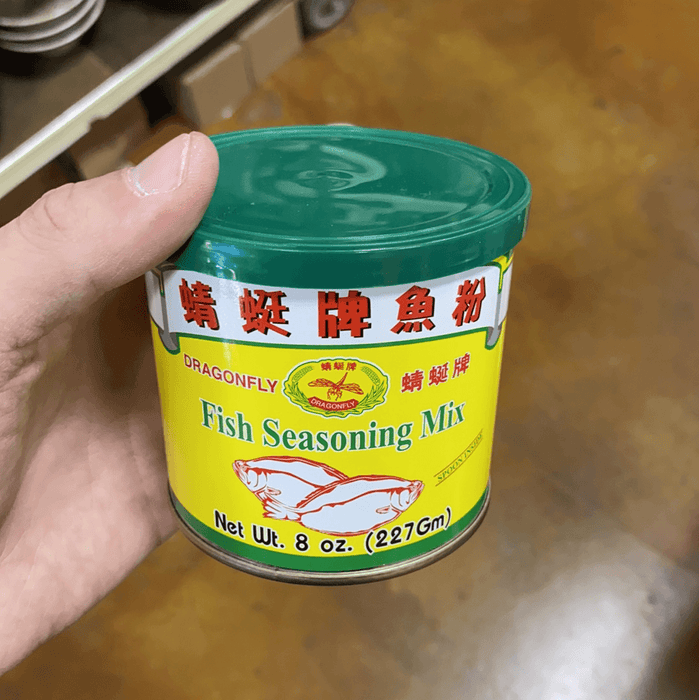 蜻蜓牌魚粉
蜻蜓牌
DRAGONFLY
DRAGONFLY
蜻蜓牌
Fish Seasoning Mix
SPOON INSIDE
Net Wt. 8 oz. (227Gm)